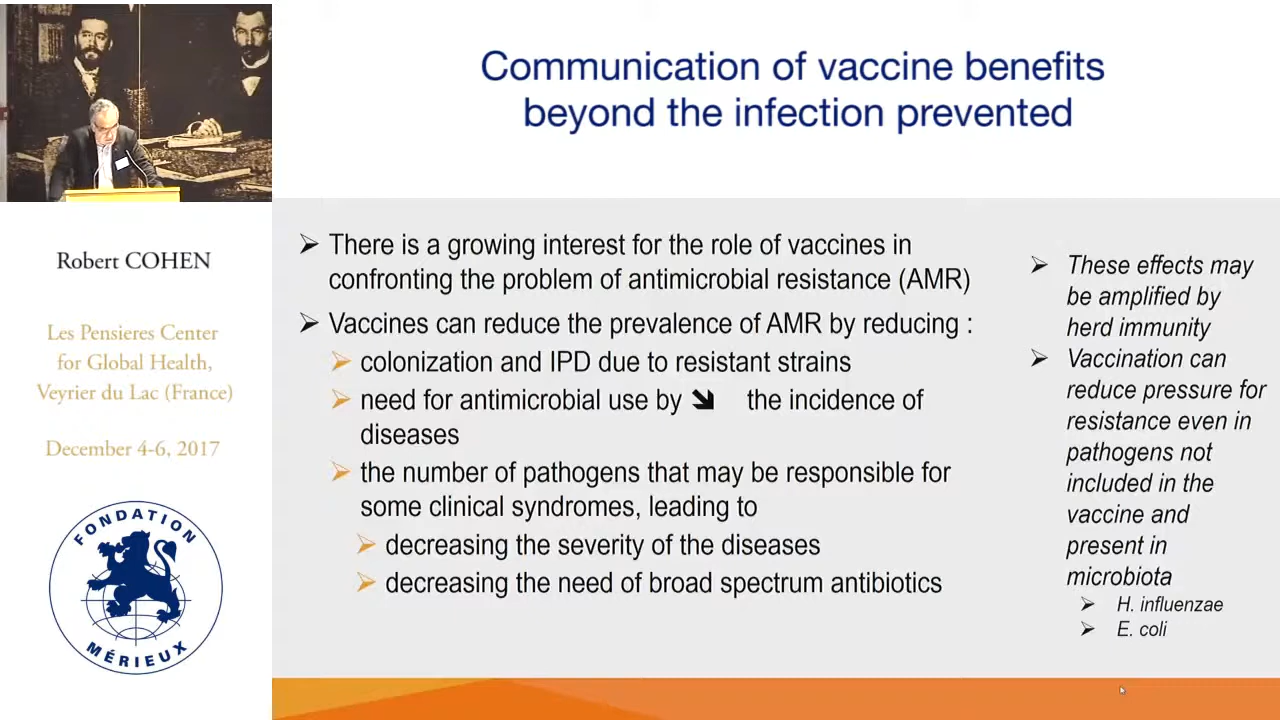 Communication of vaccine benefits
beyond the infection prevented
Robert COHEN
Les Pensieres Center
for Global Health,
Veyrier du Lac (France)
December 4-6, 2017
FONDATION
MÉRIEUX
There is a growing interest for the role of vaccines in
confronting the problem of antimicrobial resistance (AMR)
Vaccines can reduce the prevalence of AMR by reducing :
colonization and IPD due to resistant strains
need for antimicrobial use by ⬊ the incidence of
diseases
the number of pathogens that may be responsible for
some clinical syndromes, leading to
decreasing the severity of the diseases
decreasing the need of broad spectrum antibiotics
These effects may
be amplified by
herd immunity
Vaccination can
reduce pressure for
resistance even in
pathogens not
included in the
vaccine and
present in
microbiota
H. influenzae
E. coli